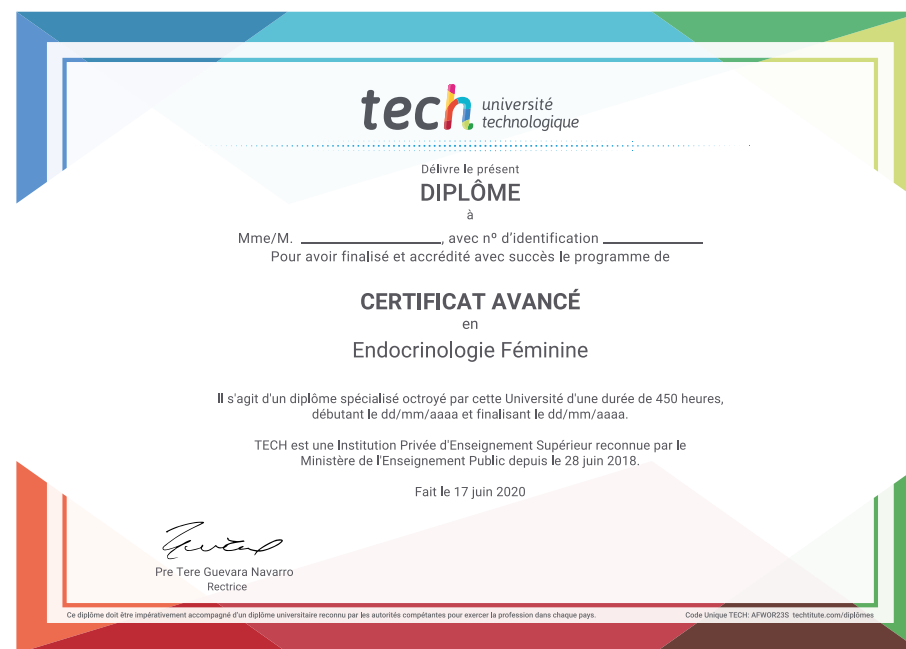 tech université
technologique
Délivre le présent
DIPLÔME
à
Mme/M. ____________________, avec nº d'identification ______________
Pour avoir finalisé et accrédité avec succès le programme de
CERTIFICAT AVANCÉ
en
Endocrinologie Féminine
Il s'agit d'un diplôme spécialisé octroyé par cette Université d'une durée de 450 heures,
débutant le dd/mm/aaaa et finalisant le dd/mm/aaaa.
TECH est une Institution Privée d'Enseignement Supérieur reconnue par le
Ministère de l'Enseignement Public depuis le 28 juin 2018.
Fait le 17 juin 2020
Pre Tere Guevara Navarro
Rectrice
Ce diplôme doit être impérativement accompagné d'un diplôme universitaire reconnu par les autorités compétentes pour exercer la profession dans chaque pays.
Code Unique TECH: AFWOR23S techtitute.com/diplômes